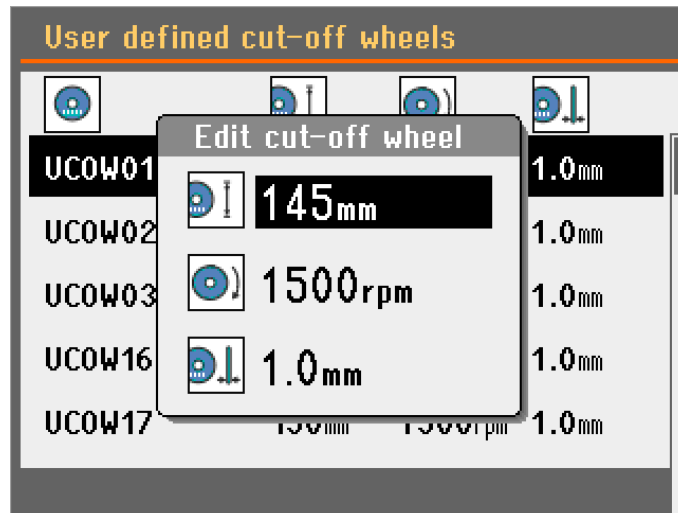 User defined cut-off wheels
Edit cut-off wheel
UCOW01 1.0mm
145mm
UCOW02 1.0mm
1500rpm
UCOW03 1.0mm
UCOW16 1.0mm
1.0mm
UCOW17 1.0mm